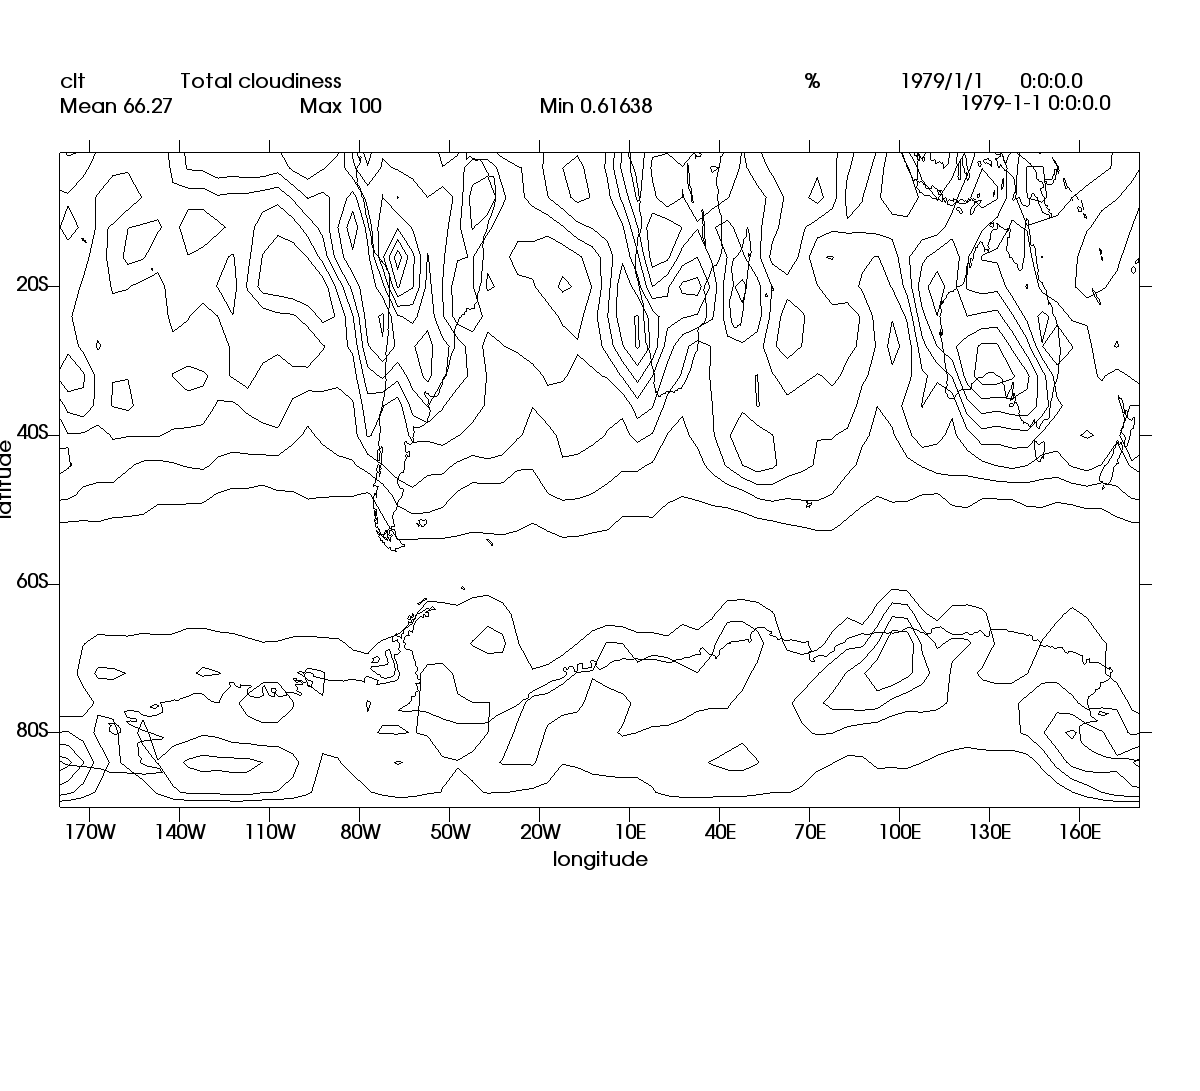 clt Total cloudiness % 1979/1/1 0:0:0.0
Mean 66.27 Max 100 Min 0.61638 1979-1-1 0:0:0.0
20S
40S
latitude
60S
80S
170W 140W 110W 80W 50W 20W 10E 40E 70E 100E 130E 160E
longitude